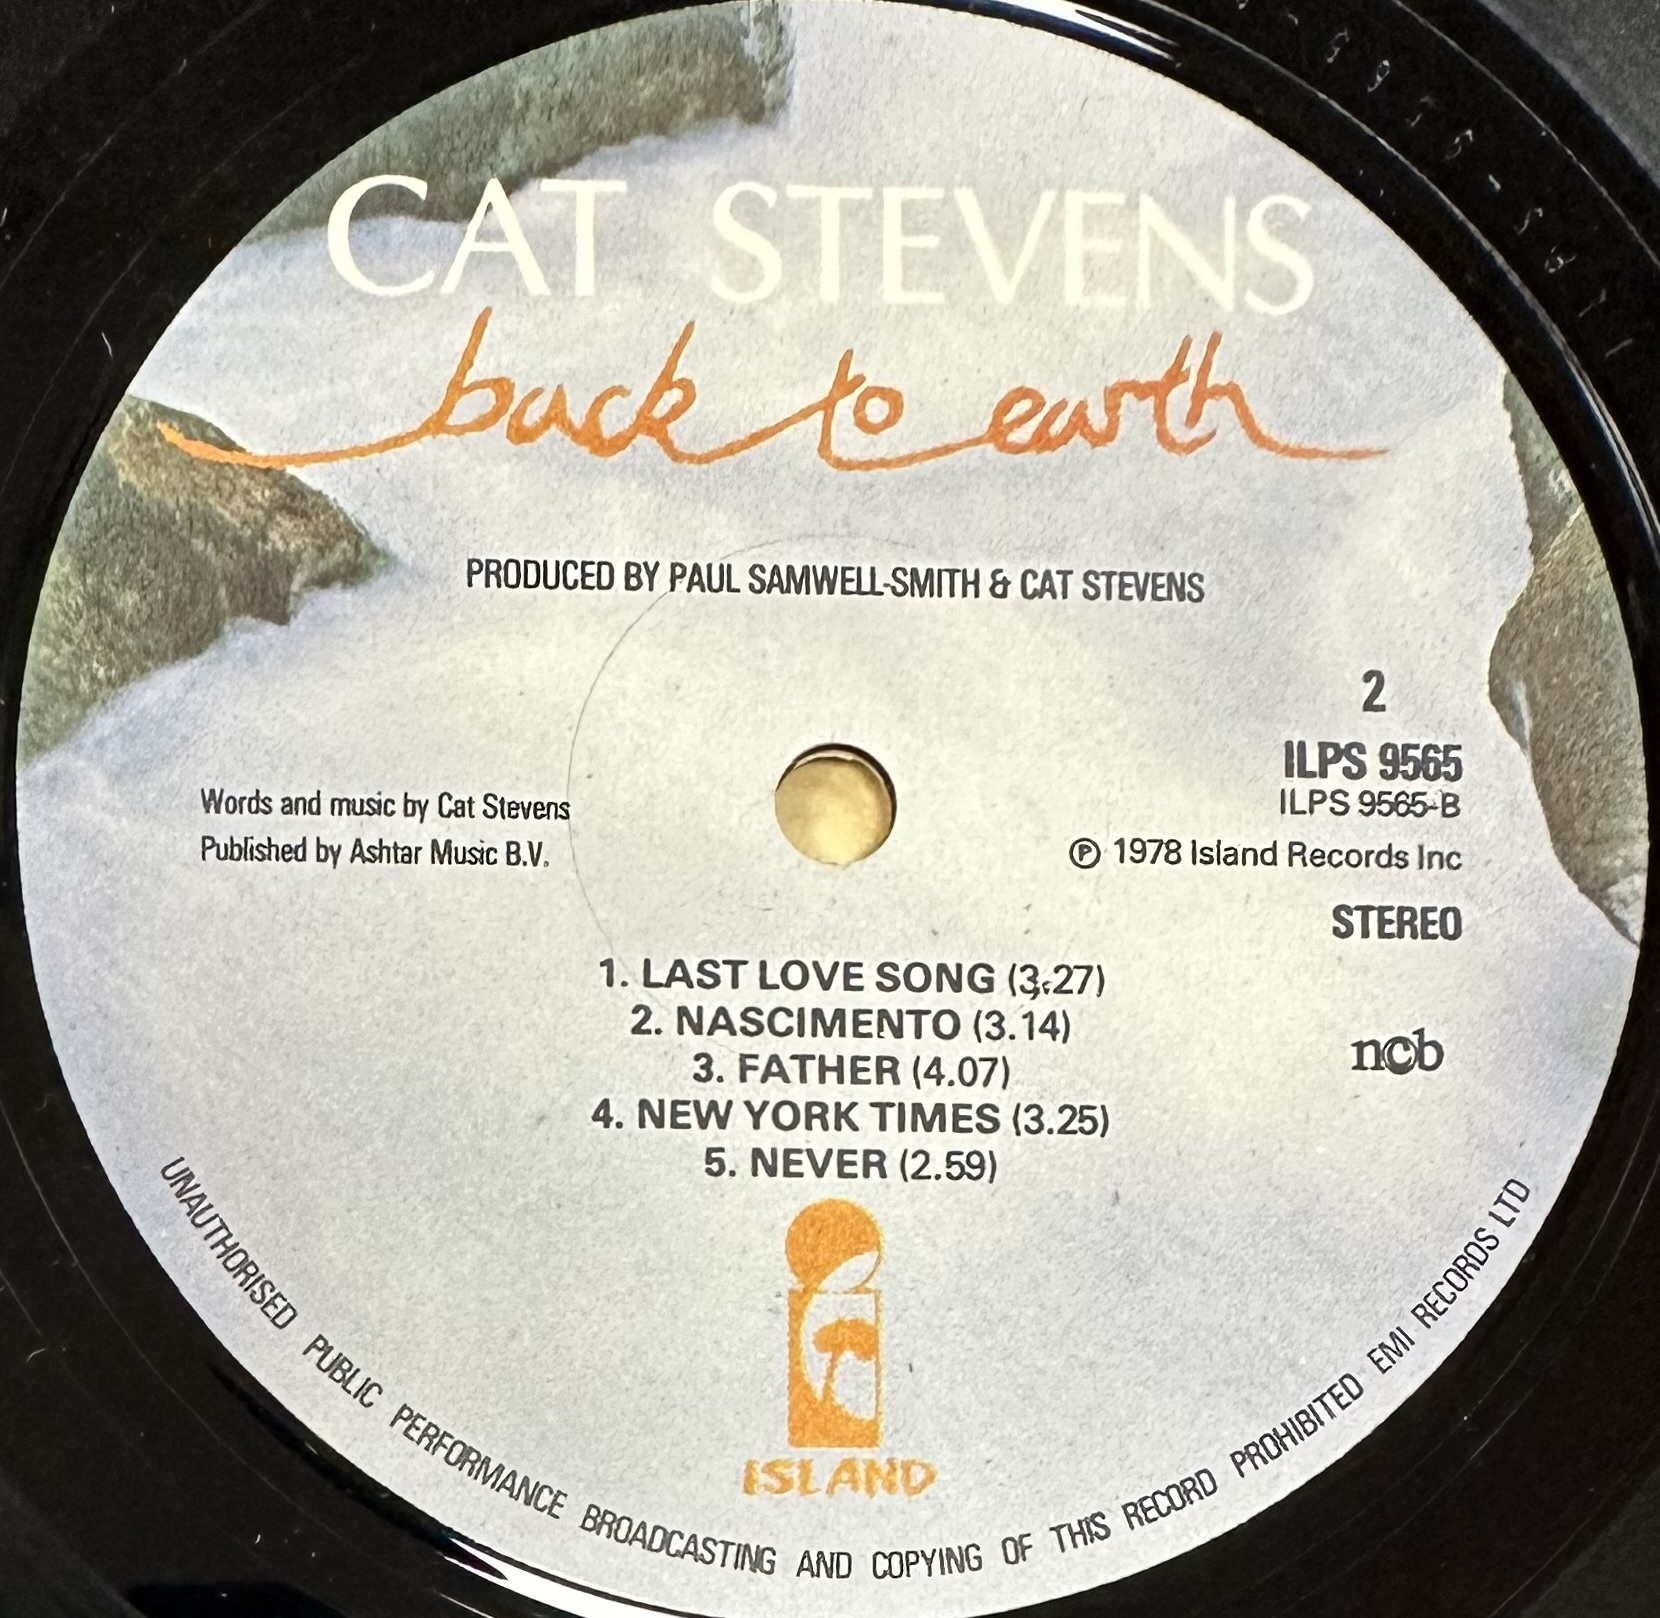 CAT STEVENS
back to earth
PRODUCED BY PAUL SAMWELL-SMITH & CAT STEVENS
2
ILPS 9565
ILPS 9565-B
Ⓟ 1978 Island Records Inc
STEREO
Words and music by Cat Stevens
Published by Ashtar Music B.V.
1. LAST LOVE SONG (3.27)
2. NASCIMENTO (3.14)
3. FATHER (4.07)
4. NEW YORK TIMES (3.25)
5. NEVER (2.59)
ncb
ISLAND
UNAUTHORISED PUBLIC PERFORMANCE BROADCASTING AND COPYING OF THIS RECORD PROHIBITED EMI RECORDS LTD